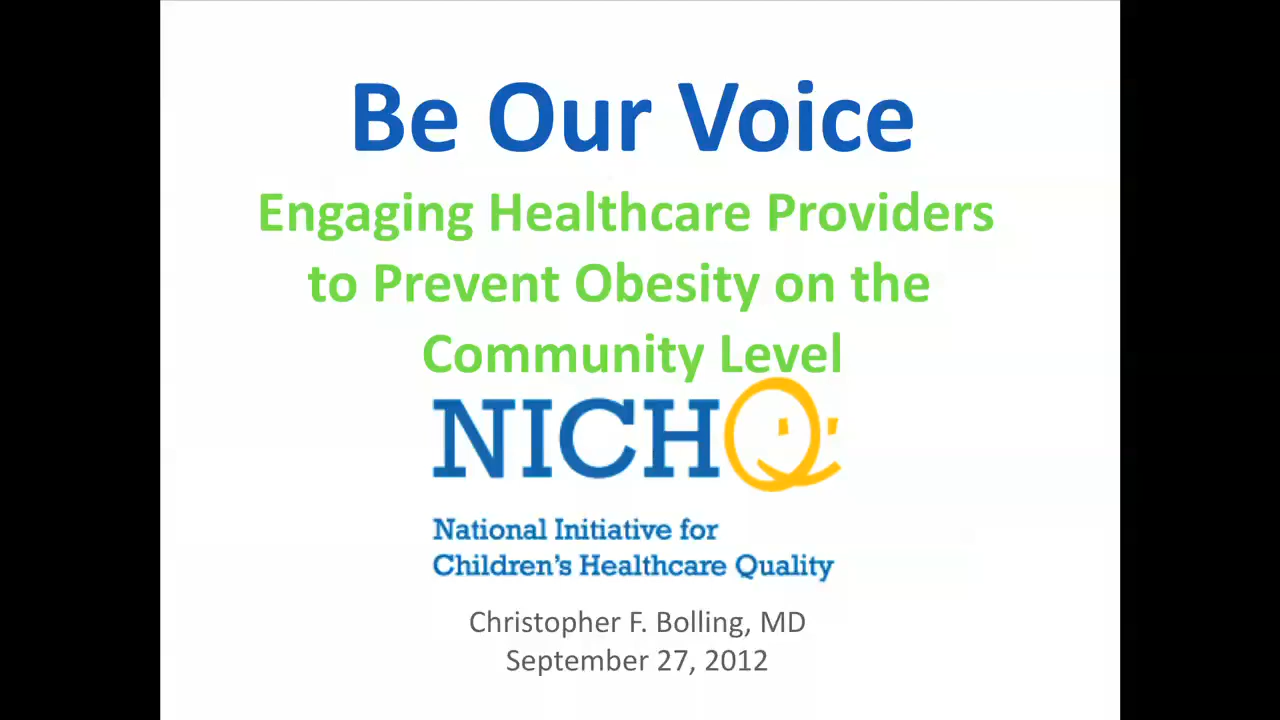 Be Our Voice
Engaging Healthcare Providers
to Prevent Obesity on the
Community Level
NICHQ
National Initiative for
Children's Healthcare Quality
Christopher F. Bolling, MD
September 27, 2012